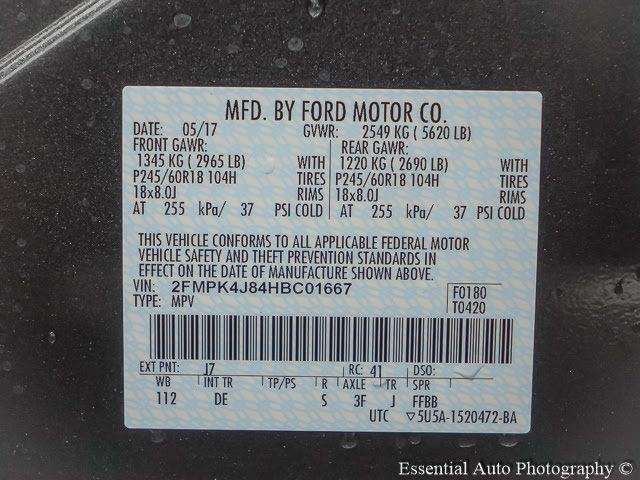 MFD. BY FORD MOTOR CO.
DATE: 05/17 GVWR: 2549 KG ( 5620 LB)
FRONT GAWR: REAR GAWR:
1345 KG ( 2965 LB) WITH 1220 KG ( 2690 LB) WITH
P245/60R18 104H TIRES P245/60R18 104H TIRES
18x8.0J RIMS 18x8.0J RIMS
AT 255 kPa/ 37 PSI COLD AT 255 kPa/ 37 PSI COLD
THIS VEHICLE CONFORMS TO ALL APPLICABLE FEDERAL MOTOR
VEHICLE SAFETY AND THEFT PREVENTION STANDARDS IN
EFFECT ON THE DATE OF MANUFACTURE SHOWN ABOVE.
VIN: 2FMPK4J84HBC01667 F0180
TYPE: MPV T0420
EXT PNT: J7 RC: 41 DSO:
WB INT TR TP/PS R AXLE TR SPR
112 DE S 3F J FFBB
UTC ▽5U5A-1520472-BA
Essential Auto Photography (c)